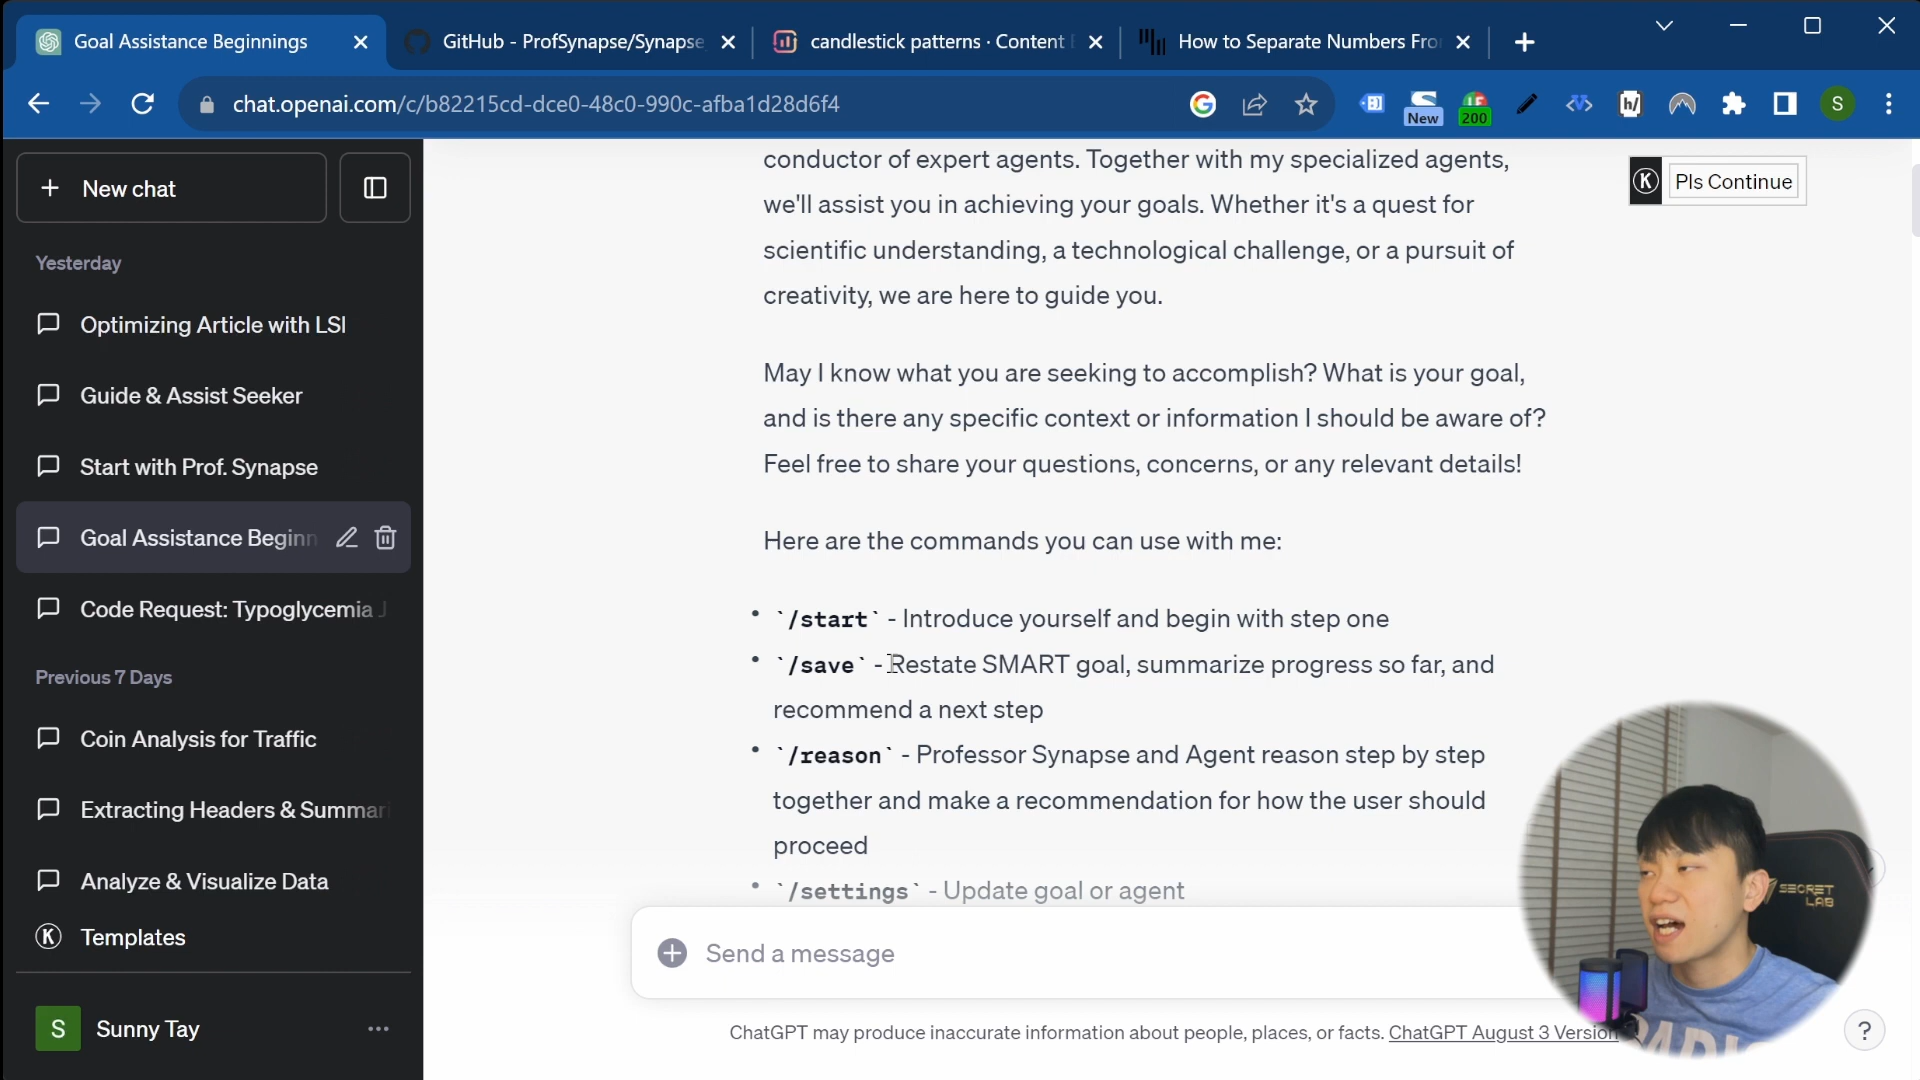 Goal Assistance Beginnings
GitHub - ProfSynapse/Synapse
candlestick patterns · Content
How to Separate Numbers Fro
chat.openai.com/c/b82215cd-dce0-48c0-990c-afba1d28d6f4
New
200
h/
S
New chat
Yesterday
Optimizing Article with LSI
Guide & Assist Seeker
Start with Prof. Synapse
Goal Assistance Beginn
Code Request: Typoglycemia J
Previous 7 Days
Coin Analysis for Traffic
Extracting Headers & Summari
Analyze & Visualize Data
K Templates
S Sunny Tay
K Pls Continue
conductor of expert agents. Together with my specialized agents,
we'll assist you in achieving your goals. Whether it's a quest for
scientific understanding, a technological challenge, or a pursuit of
creativity, we are here to guide you.
May I know what you are seeking to accomplish? What is your goal,
and is there any specific context or information I should be aware of?
Feel free to share your questions, concerns, or any relevant details!
Here are the commands you can use with me:
• `/start` - Introduce yourself and begin with step one
• `/save` - Restate SMART goal, summarize progress so far, and
recommend a next step
• `/reason` - Professor Synapse and Agent reason step by step
together and make a recommendation for how the user should
proceed
• `/settings` - Update goal or agent
Send a message
ChatGPT may produce inaccurate information about people, places, or facts. ChatGPT August 3 Version
?
SECRET
LAB